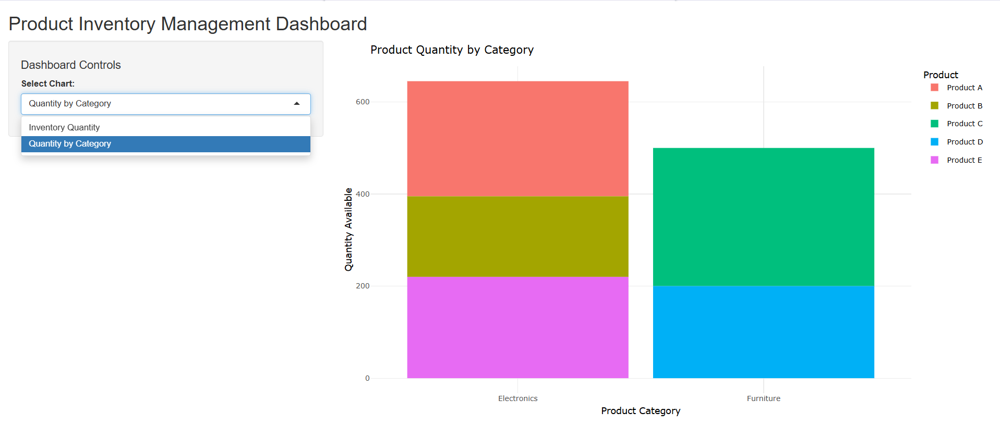 Product Inventory Management Dashboard
Dashboard Controls
Select Chart:
Quantity by Category
Inventory Quantity
Quantity by Category
Product Quantity by Category
Quantity Available
600
400
200
0
Electronics
Furniture
Product Category
Product
Product A
Product B
Product C
Product D
Product E